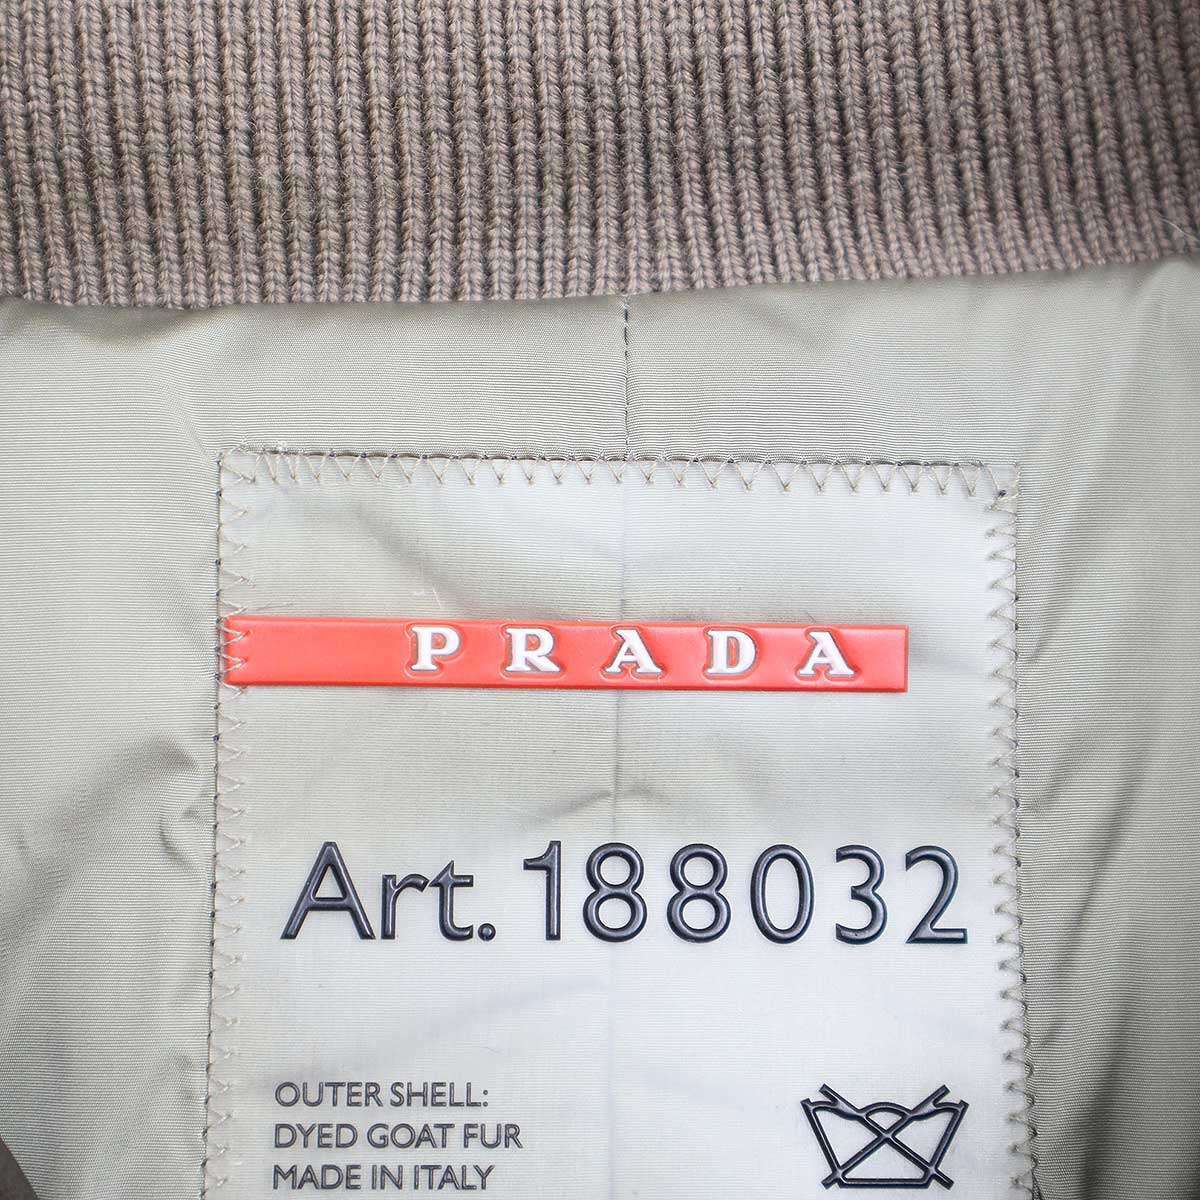 PRADA
Art. 188032
OUTER SHELL:
DYED GOAT FUR
MADE IN ITALY